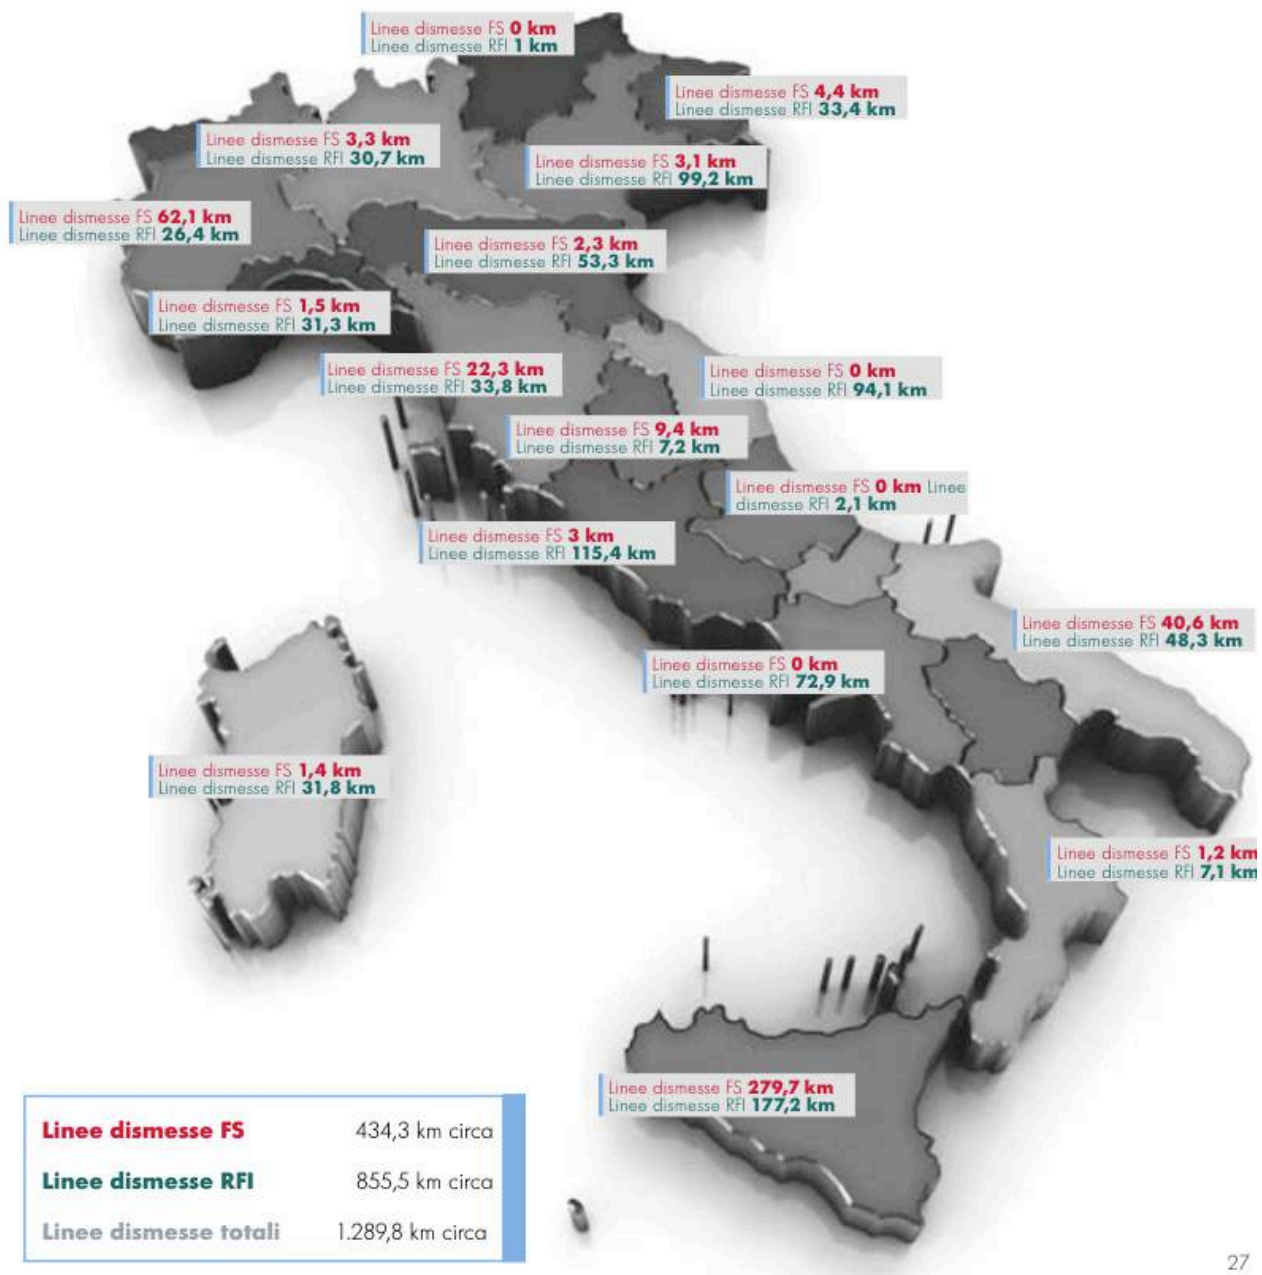 Linee dismesse FS 0 km
Linee dismesse RFI 1 km
Linee dismesse FS 4,4 km
Linee dismesse RFI 33,4 km
Linee dismesse FS 3,3 km
Linee dismesse RFI 30,7 km
Linee dismesse FS 3,1 km
Linee dismesse RFI 99,2 km
Linee dismesse FS 62,1 km
Linee dismesse RFI 26,4 km
Linee dismesse FS 2,3 km
Linee dismesse RFI 53,3 km
Linee dismesse FS 1,5 km
Linee dismesse RFI 31,3 km
Linee dismesse FS 22,3 km
Linee dismesse RFI 33,8 km
Linee dismesse FS 0 km
Linee dismesse RFI 94,1 km
Linee dismesse FS 9,4 km
Linee dismesse RFI 7,2 km
Linee dismesse FS 0 km Linee
dismesse RFI 2,1 km
Linee dismesse FS 3 km
Linee dismesse RFI 115,4 km
Linee dismesse FS 40,6 km
Linee dismesse RFI 48,3 km
Linee dismesse FS 0 km
Linee dismesse RFI 72,9 km
Linee dismesse FS 1,4 km
Linee dismesse RFI 31,8 km
Linee dismesse FS 1,2 km
Linee dismesse RFI 7,1 km
Linee dismesse FS 279,7 km
Linee dismesse RFI 177,2 km
Linee dismesse FS 434,3 km circa
Linee dismesse RFI 855,5 km circa
Linee dismesse totali 1.289,8 km circa
27